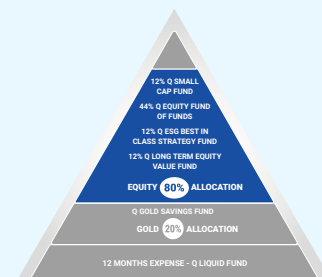 12% Q SMALL
CAP FUND
44% Q EQUITY FUND
OF FUNDS
12% Q ESG BEST IN
CLASS STRATEGY FUND
12% Q LONG TERM EQUITY
VALUE FUND
EQUITY 80% ALLOCATION
Q GOLD SAVINGS FUND
GOLD 20% ALLOCATION
12 MONTHS EXPENSE - Q LIQUID FUND